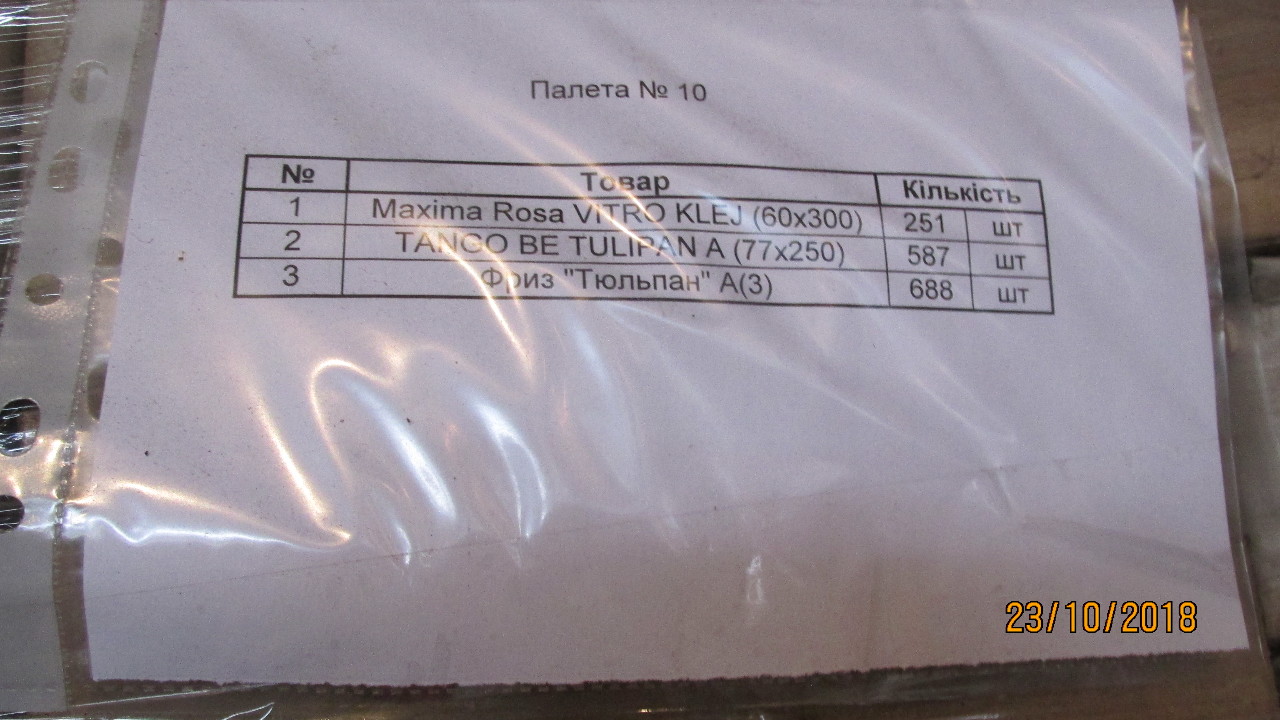 Палета № 10
№ Товар Кількість
1 Maxima Rosa VITRO KLEJ (60x300) 251 шт
2 TANGO BE TULIPAN A (77x250) 587 шт
3 Фриз "Тюльпан" А(3) 688 шт
23/10/2018